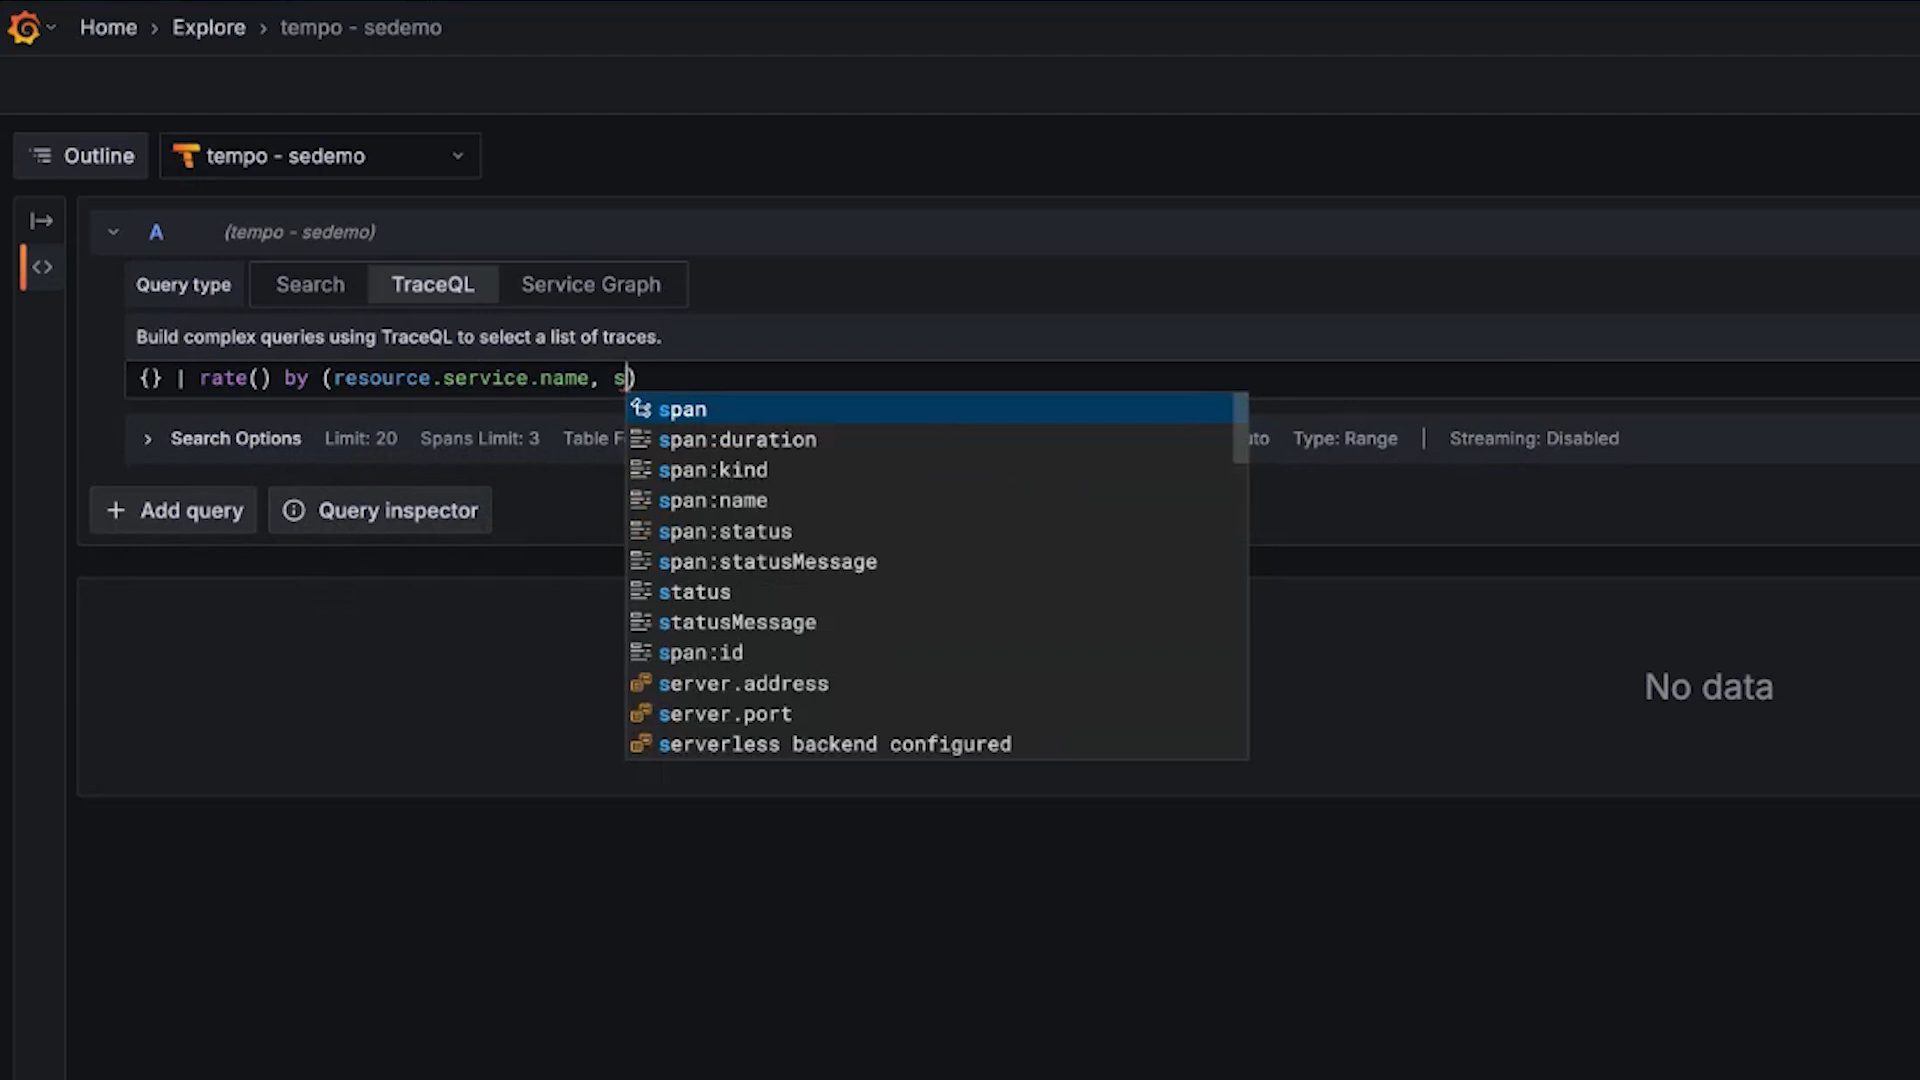 Home › Explore › tempo - sedemo
Outline tempo - sedemo
A (tempo - sedemo)
Query type Search TraceQL Service Graph
Build complex queries using TraceQL to select a list of traces.
{} | rate() by (resource.service.name, s)
span
Search Options Limit: 20 Spans Limit: 3 Table Type: Range | Streaming: Disabled
span:duration
span:kind
span:name
span:status
span:statusMessage
status
statusMessage
span:id
server.address
server.port
serverless backend configured
+ Add query Query inspector
No data